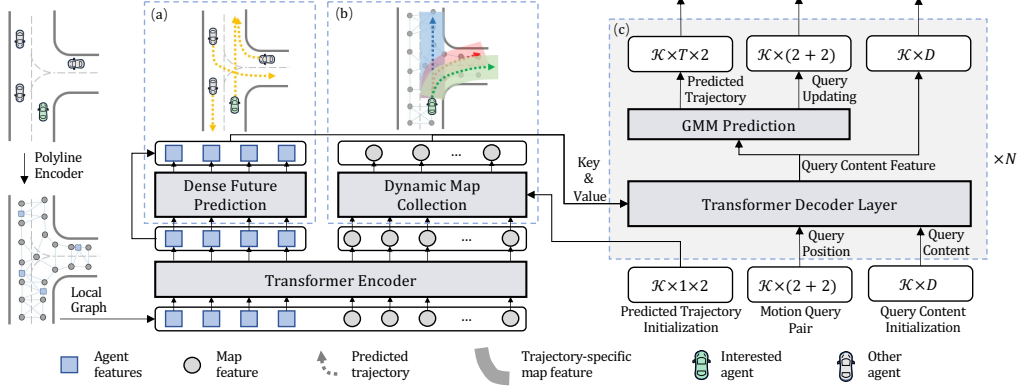 (a)
(b)
(c)
𝒦×T×2
𝒦×(2+2)
𝒦×D
Predicted
Trajectory
Query
Updating
GMM Prediction
Query Content Feature
×N
Polyline
Encoder
...
Dense Future
Prediction
Dynamic Map
Collection
Key
&
Value
Transformer Decoder Layer
...
Query
Position
Query
Content
Transformer Encoder
Local
Graph
...
𝒦×1×2
𝒦×(2+2)
𝒦×D
Predicted Trajectory
Initialization
Motion Query
Pair
Query Content
Initialization
Agent
features
Map
feature
Predicted
trajectory
Trajectory-specific
map feature
Interested
agent
Other
agent